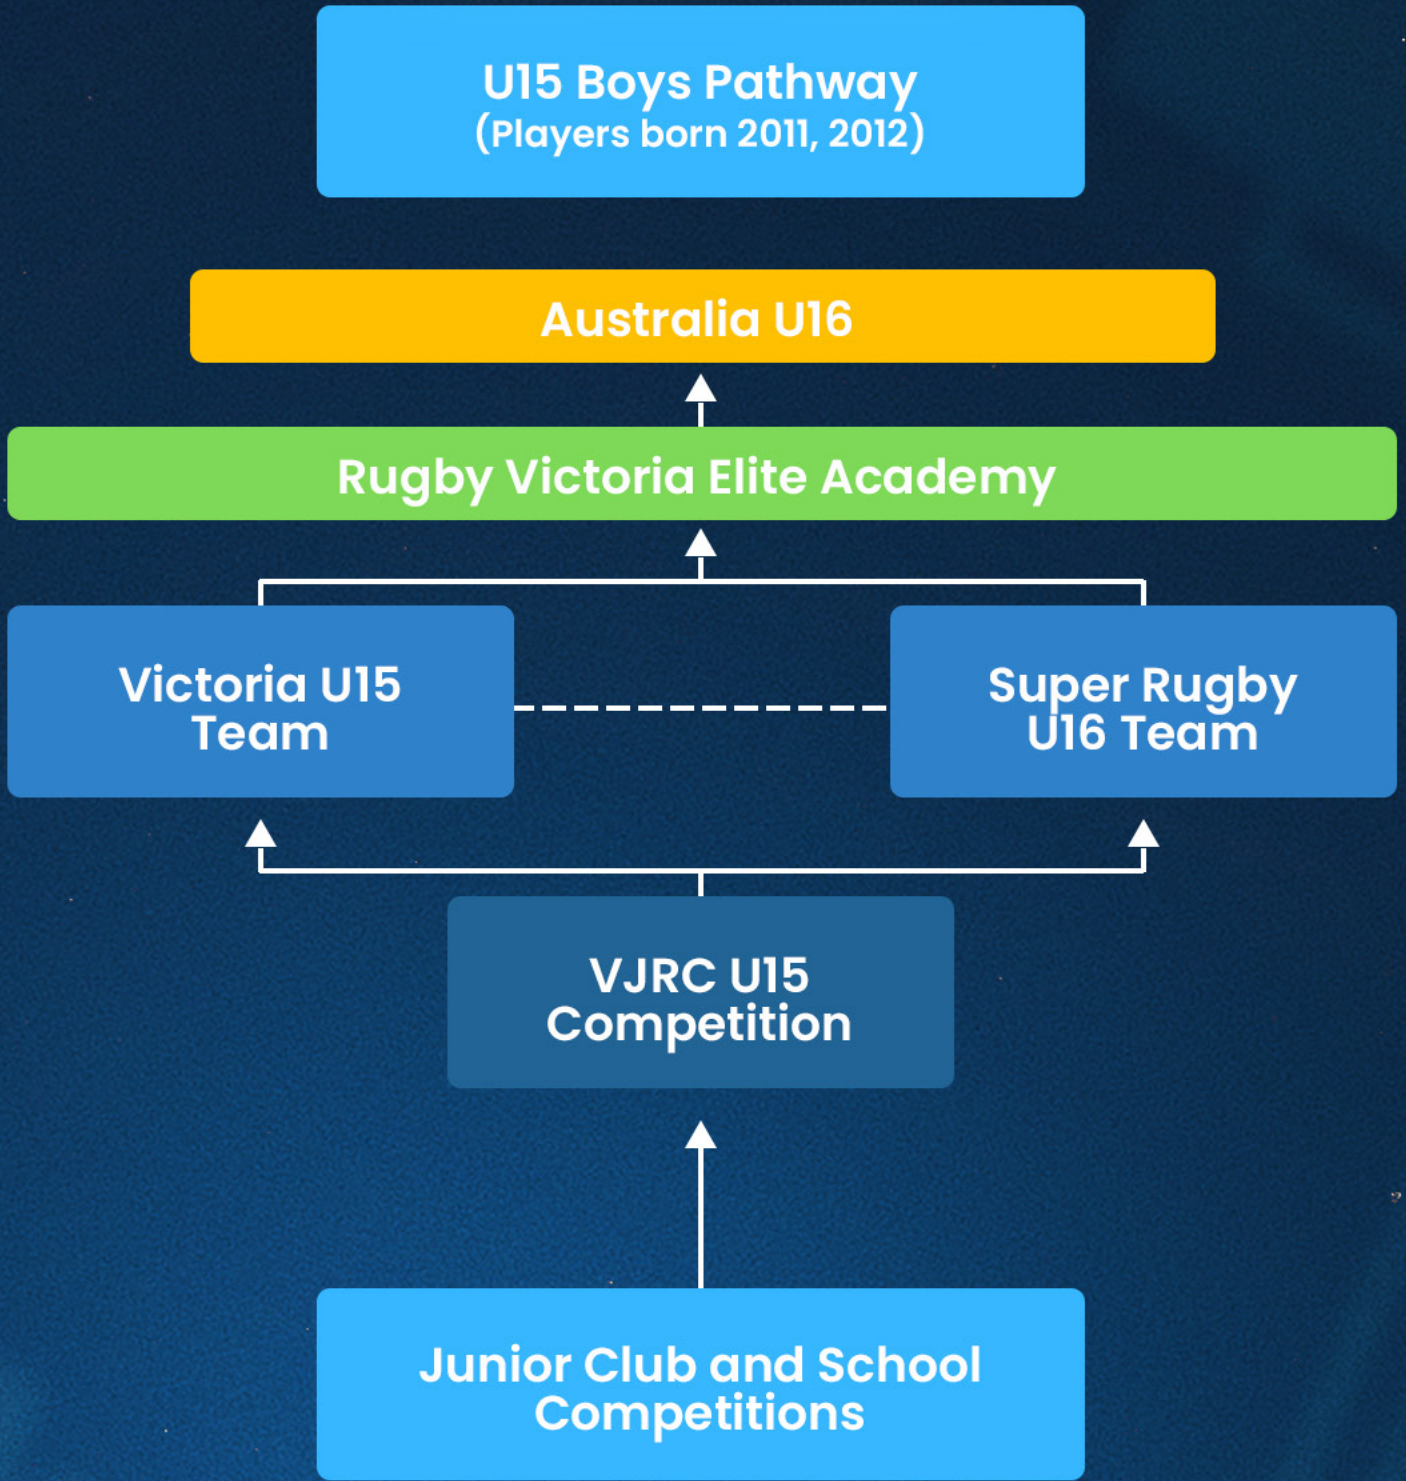 U15 Boys Pathway
(Players born 2011, 2012)
Australia U16
Rugby Victoria Elite Academy
Victoria U15
Team
Super Rugby
U16 Team
VJRC U15
Competition
Junior Club and School
Competitions